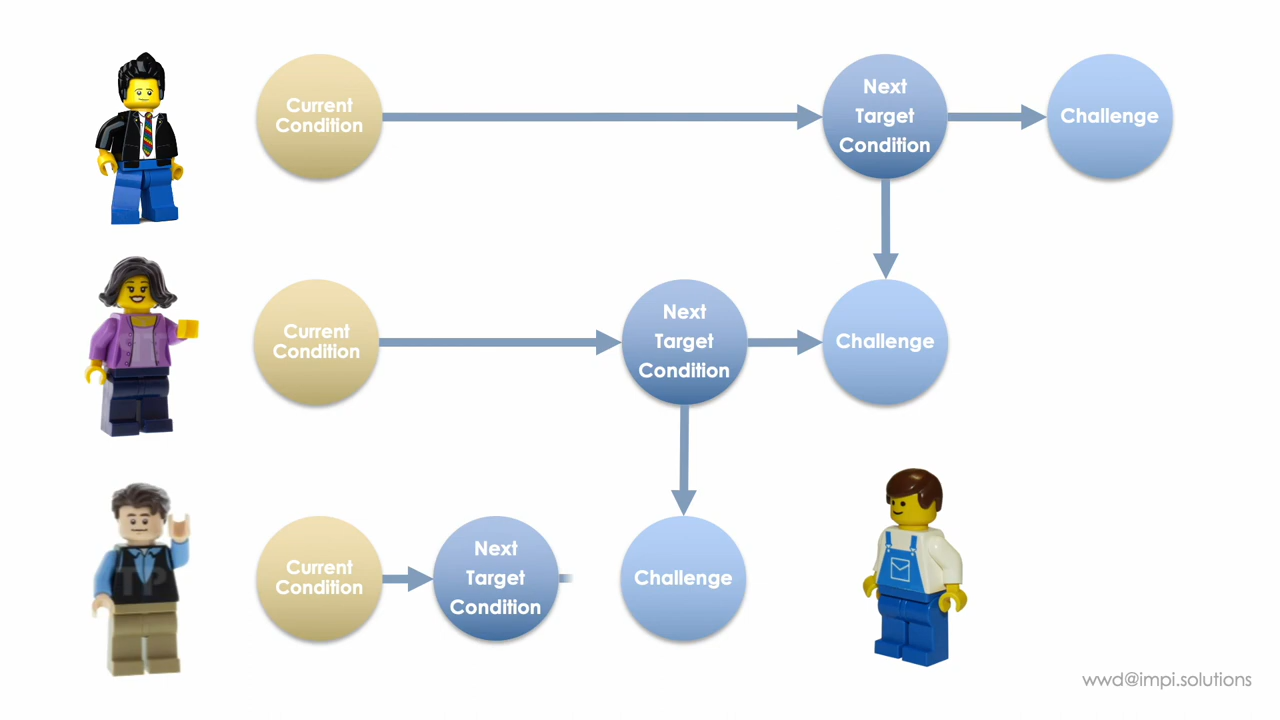 Current
Condition
Next
Target
Condition
Challenge
Current
Condition
Next
Target
Condition
Challenge
Current
Condition
Next
Target
Condition
Challenge
TP
wwd@impi.solutions